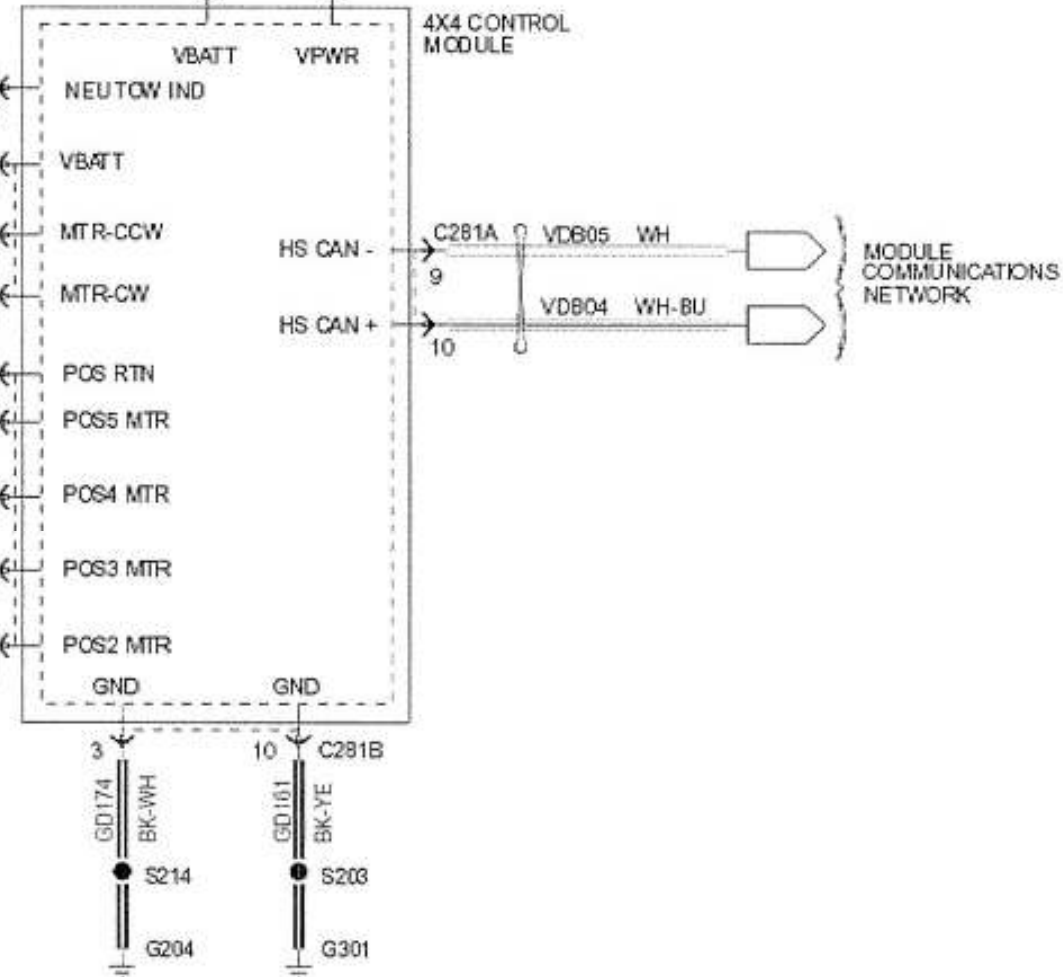 4X4 CONTROL
MODULE
VBATT VPWR
NEUTOW IND
VBATT
MTR-CCW
MTR-CW
POS RTN
POS5 MTR
POS4 MTR
POS3 MTR
POS2 MTR
HS CAN -
C281A
9
VDB05 WH
HS CAN +
10
VDB04 WH-BU
MODULE
COMMUNICATIONS
NETWORK
GND GND
3 10 C281B
GD174
BK-WH
GD161
BK-YE
S214 S203
G204 G301